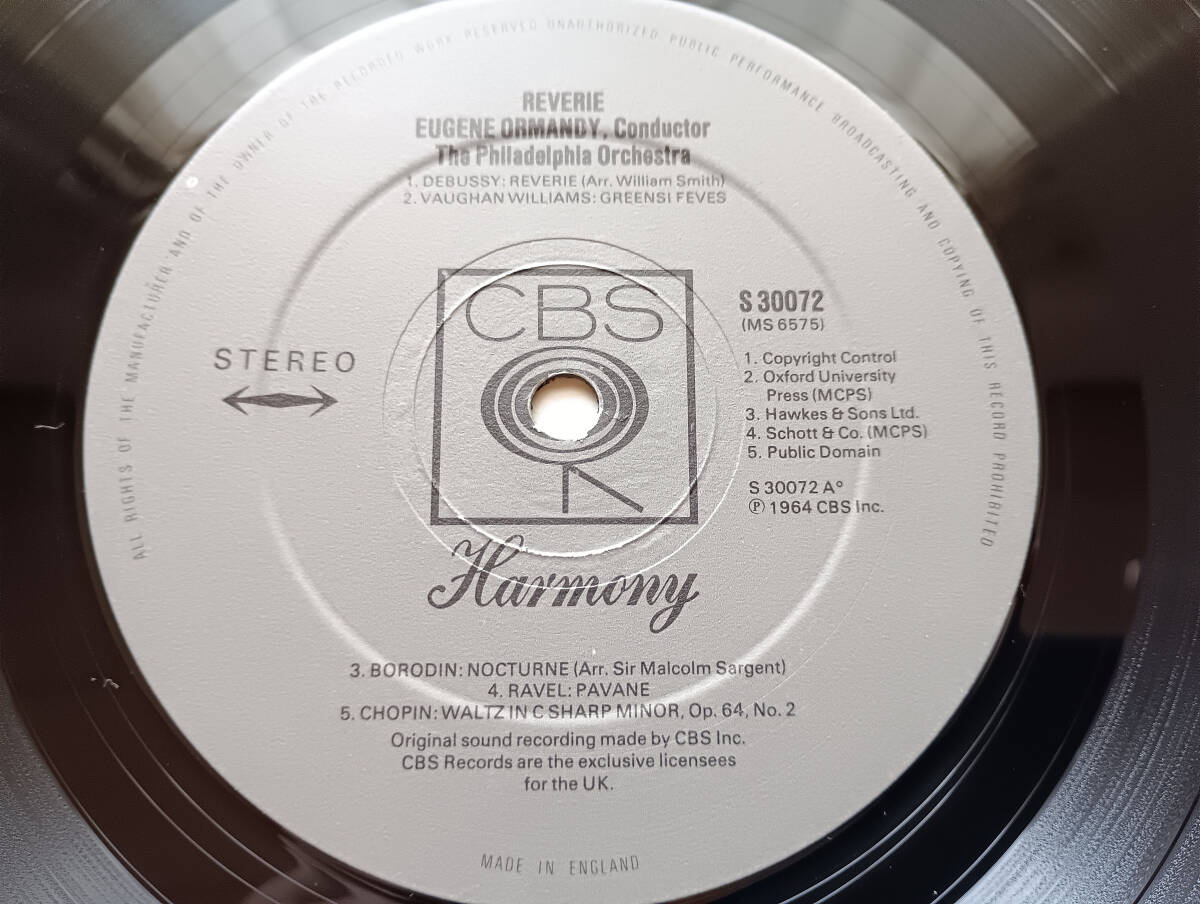 ALL RIGHTS OF THE MANUFACTURER AND OF THE OWNER OF THE RECORDED WORK RESERVED UNAUTHORIZED PUBLIC PERFORMANCE BROADCASTING AND COPYING OF THIS RECORD PROHIBITED
REVERIE
EUGENE ORMANDY, Conductor
The Philadelphia Orchestra
1. DEBUSSY: REVERIE (Arr. William Smith)
2. VAUGHAN WILLIAMS: GREENSI FEVES
CBS
STEREO
S 30072
(MS 6575)
1. Copyright Control
2. Oxford University
Press (MCPS)
3. Hawkes & Sons Ltd.
4. Schott & Co. (MCPS)
5. Public Domain
S 30072 A°
Ⓟ 1964 CBS Inc.
Harmony
3. BORODIN: NOCTURNE (Arr. Sir Malcolm Sargent)
4. RAVEL: PAVANE
5. CHOPIN: WALTZ IN C SHARP MINOR, Op. 64, No. 2
Original sound recording made by CBS Inc.
CBS Records are the exclusive licensees
for the UK.
MADE IN ENGLAND